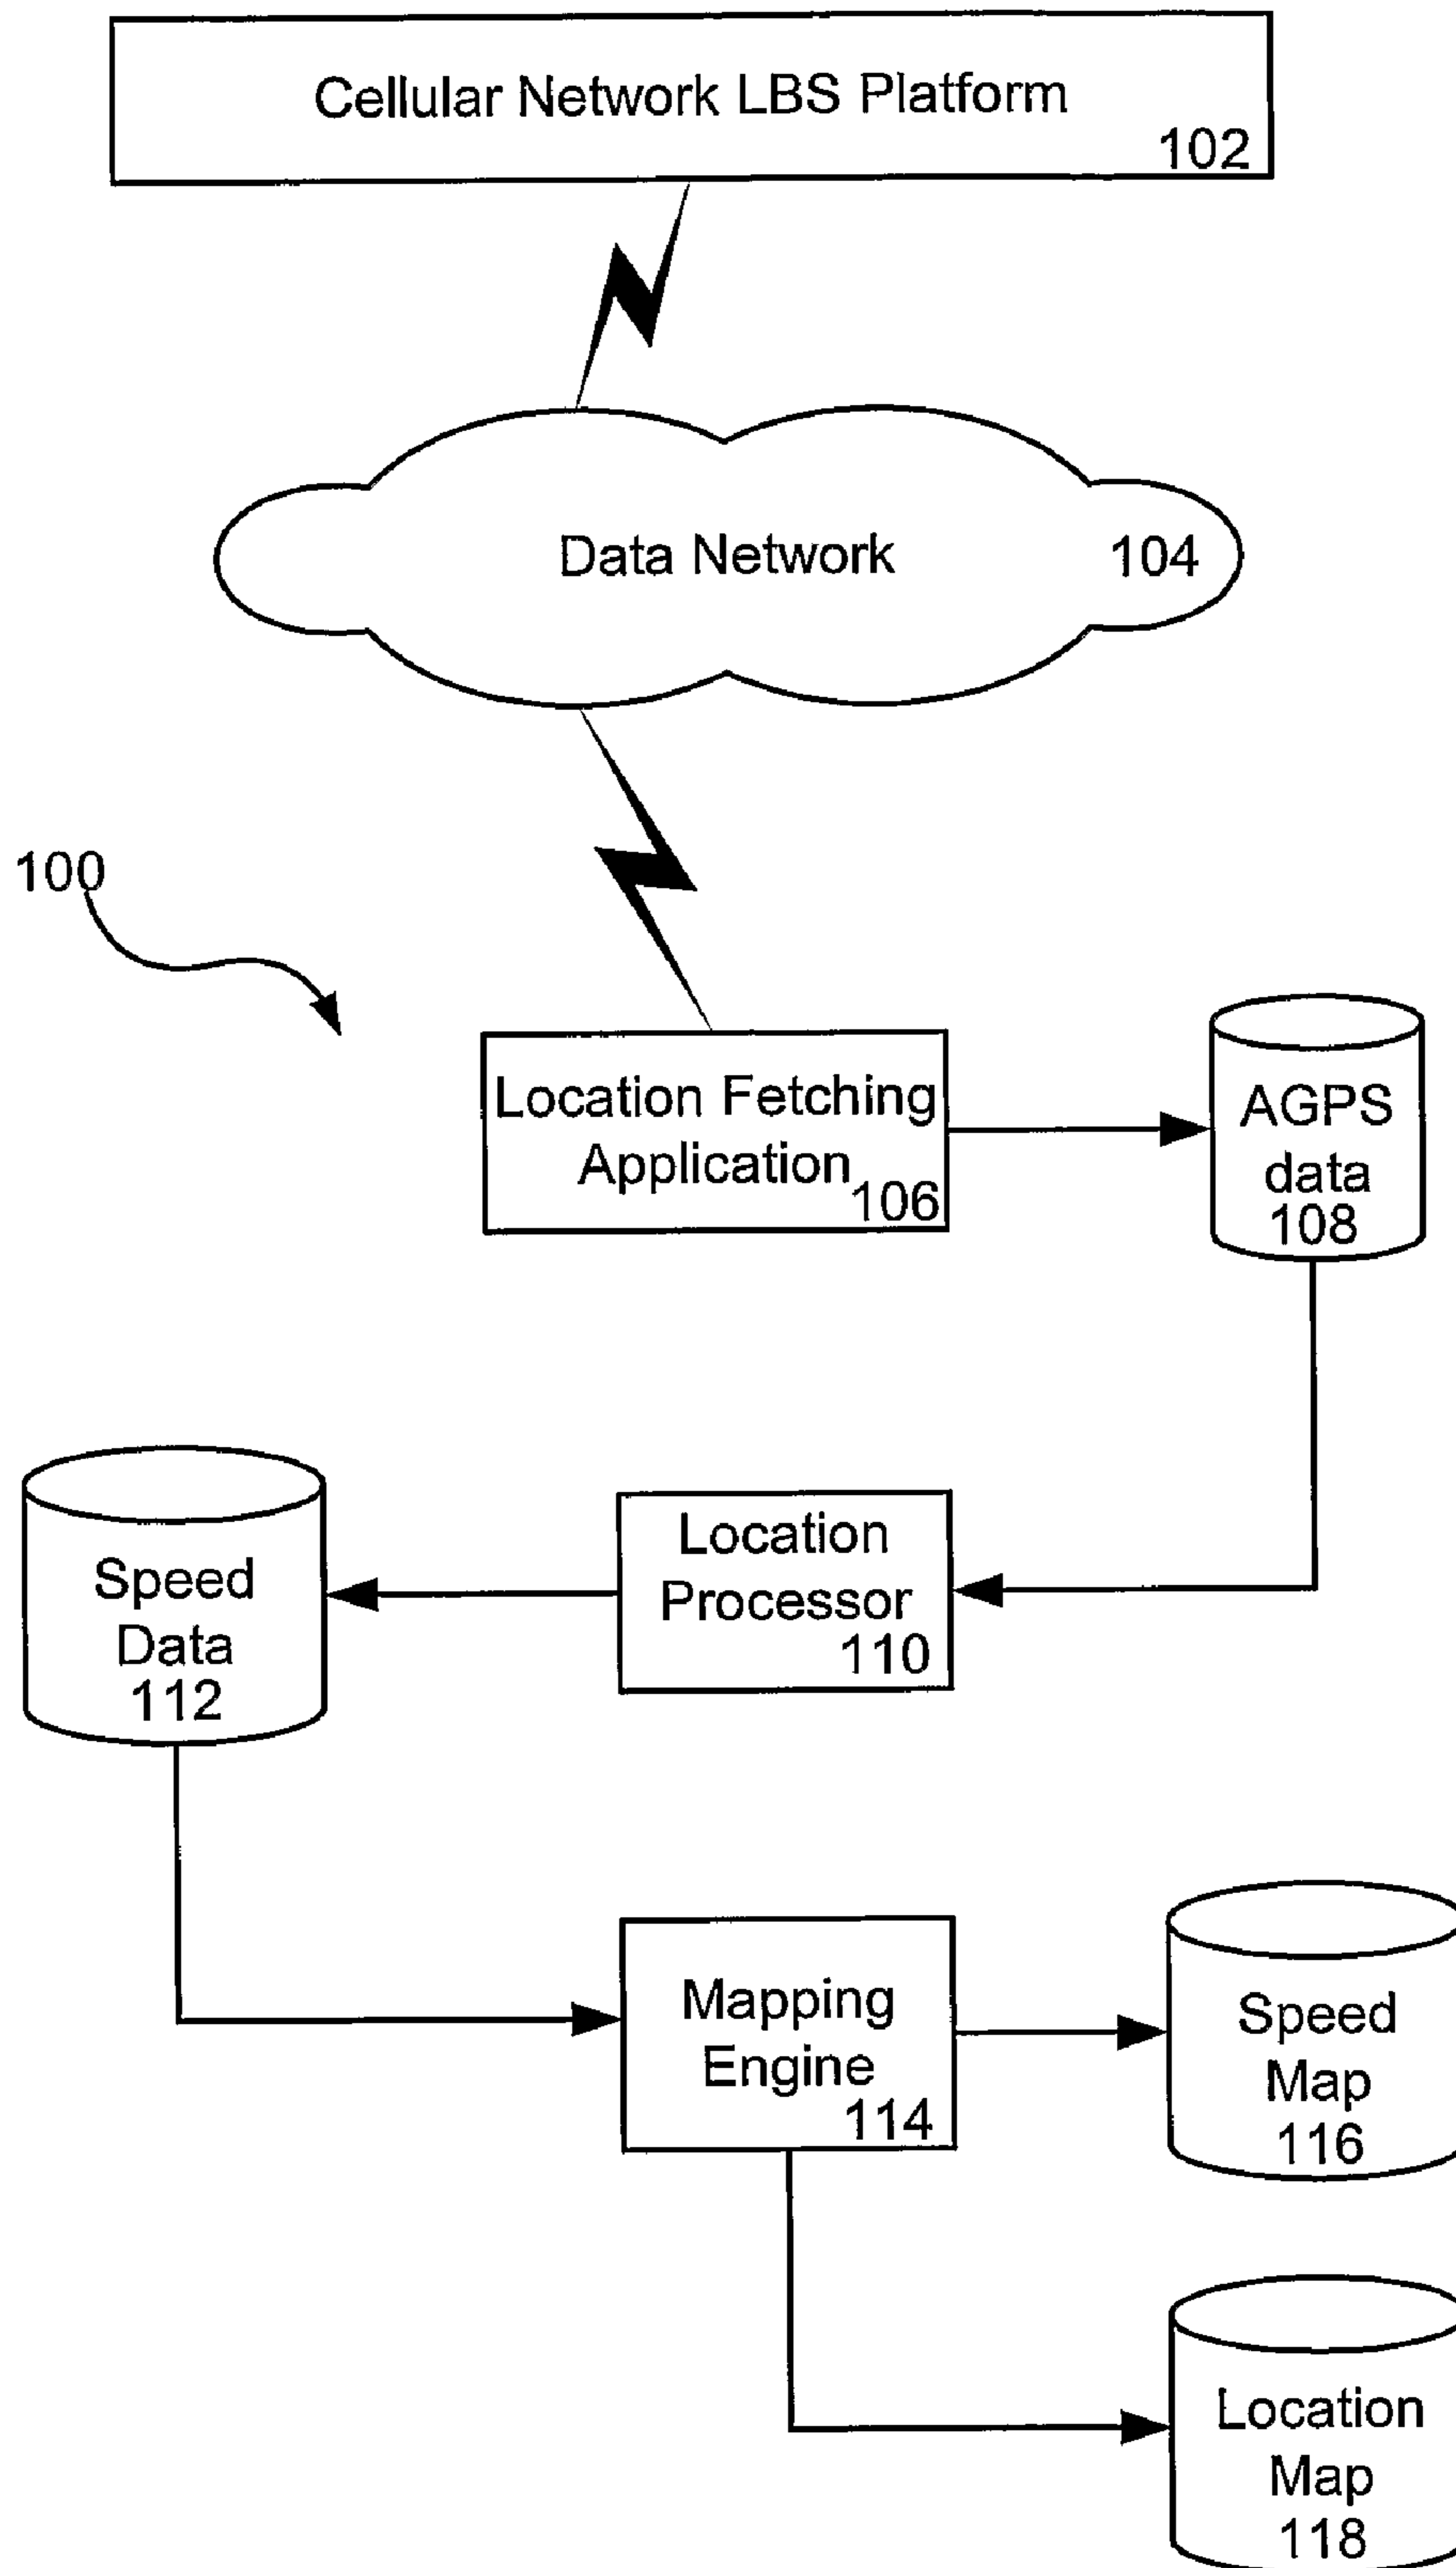 Cellular Network LBS Platform
102
Data Network
104
100
Location Fetching
Application
106
AGPS
data
108
Speed
Data
112
Location
Processor
110
Mapping
Engine
114
Speed
Map
116
Location
Map
118